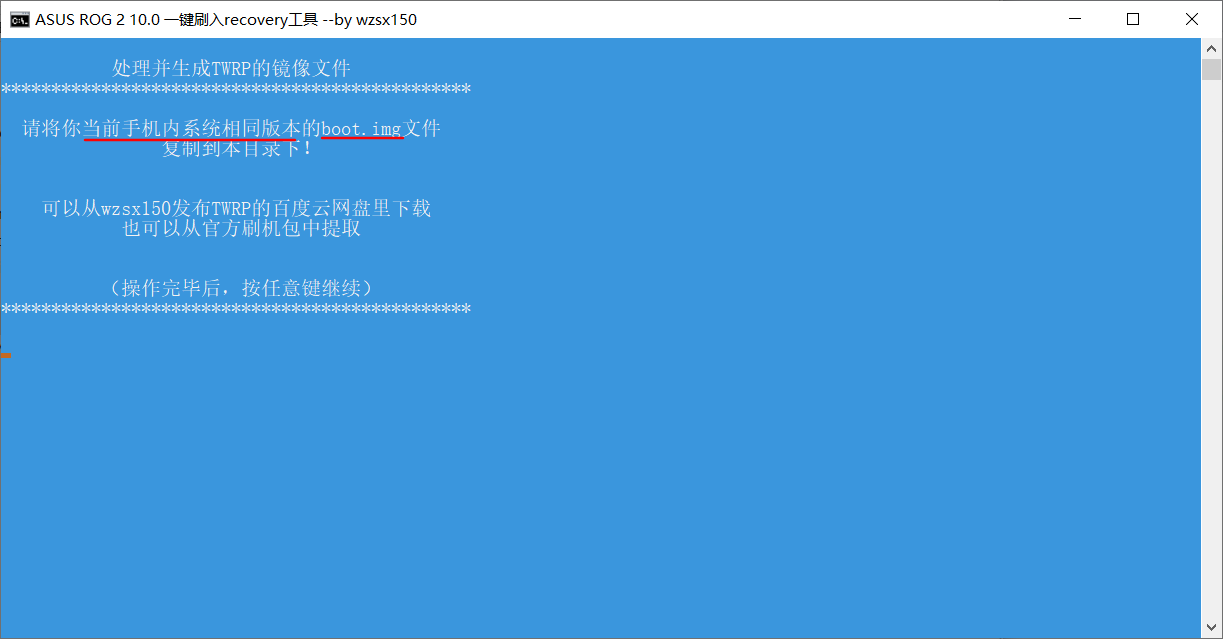 ASUS ROG 2 10.0 一键刷入recovery工具 --by wzsx150
处理并生成TWRP的镜像文件
***********************************************
请将你当前手机内系统相同版本的boot.img文件
复制到本目录下！
可以从wzsx150发布TWRP的百度云网盘里下载
也可以从官方刷机包中提取
（操作完毕后，按任意键继续）
***********************************************